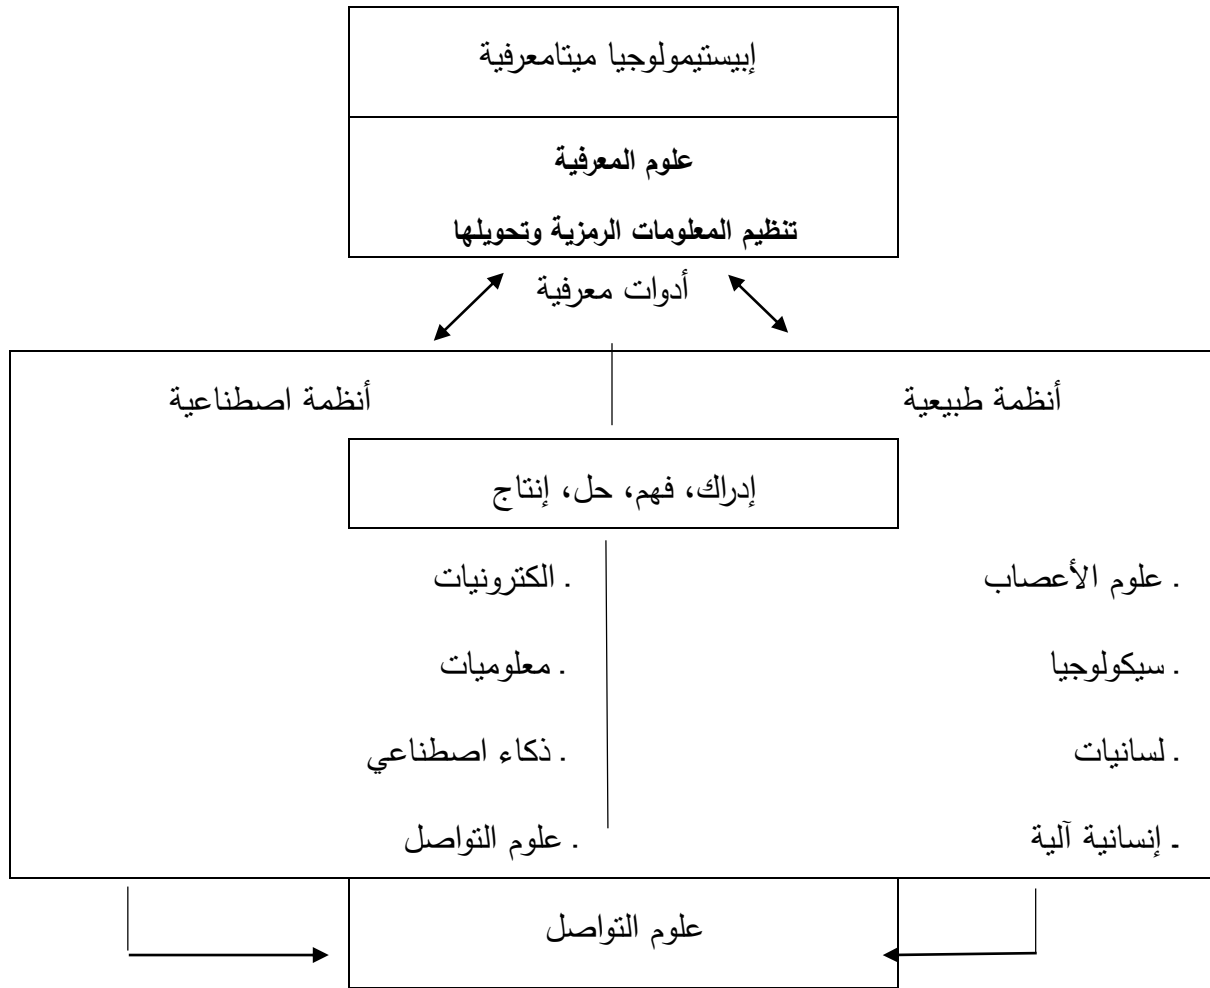 إبيستيمولوجيا ميتامعرفية
علوم المعرفية
تنظيم المعلومات الرمزية وتحويلها
أدوات معرفية
أنظمة طبيعية
أنظمة اصطناعية
إدراك، فهم، حل، إنتاج
. علوم الأعصاب
. الكترونيات
. سيكولوجيا
. معلوميات
. لسانيات
. ذكاء اصطناعي
ـ إنسانية آلية
. علوم التواصل
علوم التواصل